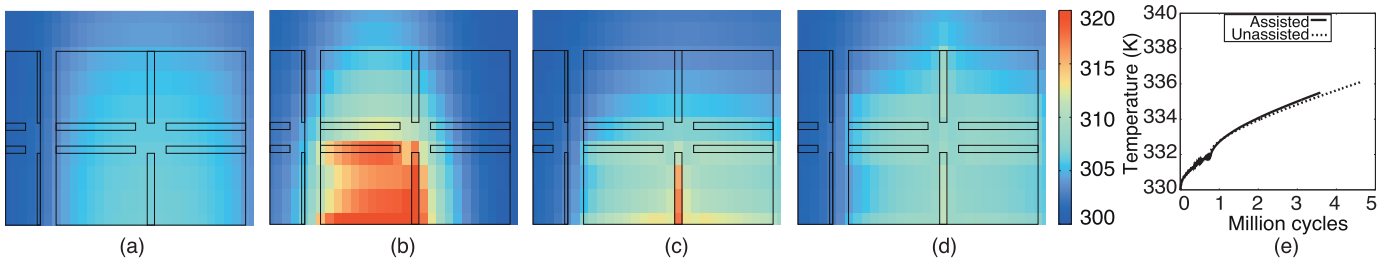 (a)
(b)
(c)
(d)
320
315
310
305
300
Temperature (K)
340
338
336
334
332
330
Assisted
Unassisted
0 1 2 3 4 5
Million cycles
(e)